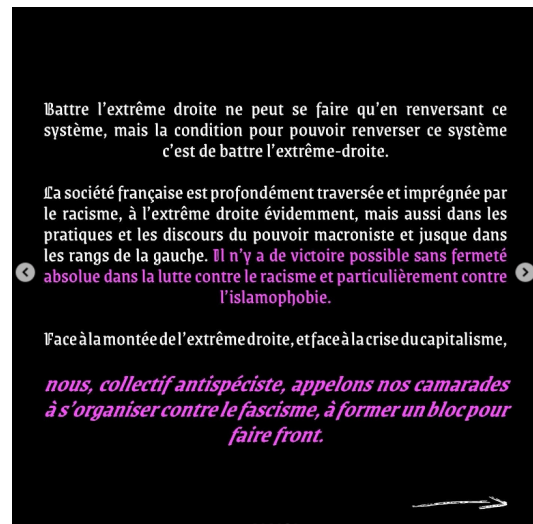 Battre l'extrême droite ne peut se faire qu'en renversant ce
système, mais la condition pour pouvoir renverser ce système
c'est de battre l'extrême-droite.
La société française est profondément traversée et imprégnée par
le racisme, à l'extrême droite évidemment, mais aussi dans les
pratiques et les discours du pouvoir macroniste et jusque dans
les rangs de la gauche. Il n'y a de victoire possible sans fermeté
absolue dans la lutte contre le racisme et particulièrement contre
l'islamophobie.
Face à la montée de l'extrême droite, et face à la crise du capitalisme,
nous, collectif antispéciste, appelons nos camarades
à s'organiser contre le fascisme, à former un bloc pour
faire front.